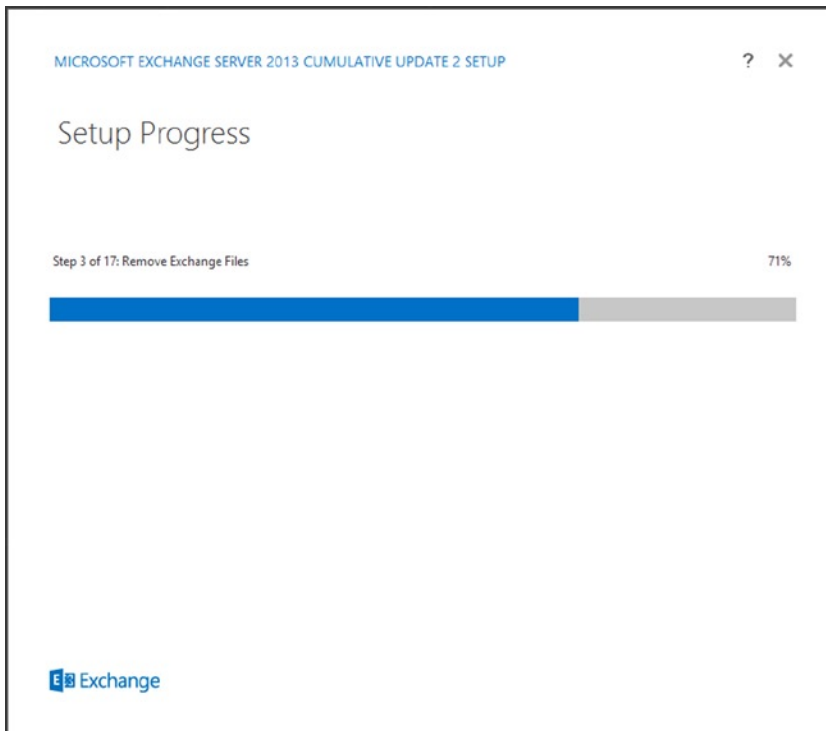 MICROSOFT EXCHANGE SERVER 2013 CUMULATIVE UPDATE 2 SETUP
?
Setup Progress
Step 3 of 17: Remove Exchange Files 71%
Exchange